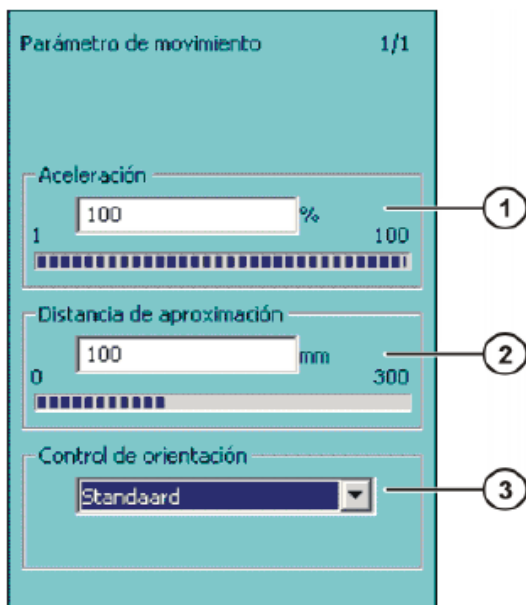 Parámetro de movimiento 1/1
Aceleración
100 %
1 100
1
Distancia de aproximación
100 mm
0 300
2
Control de orientación
Standaard
3